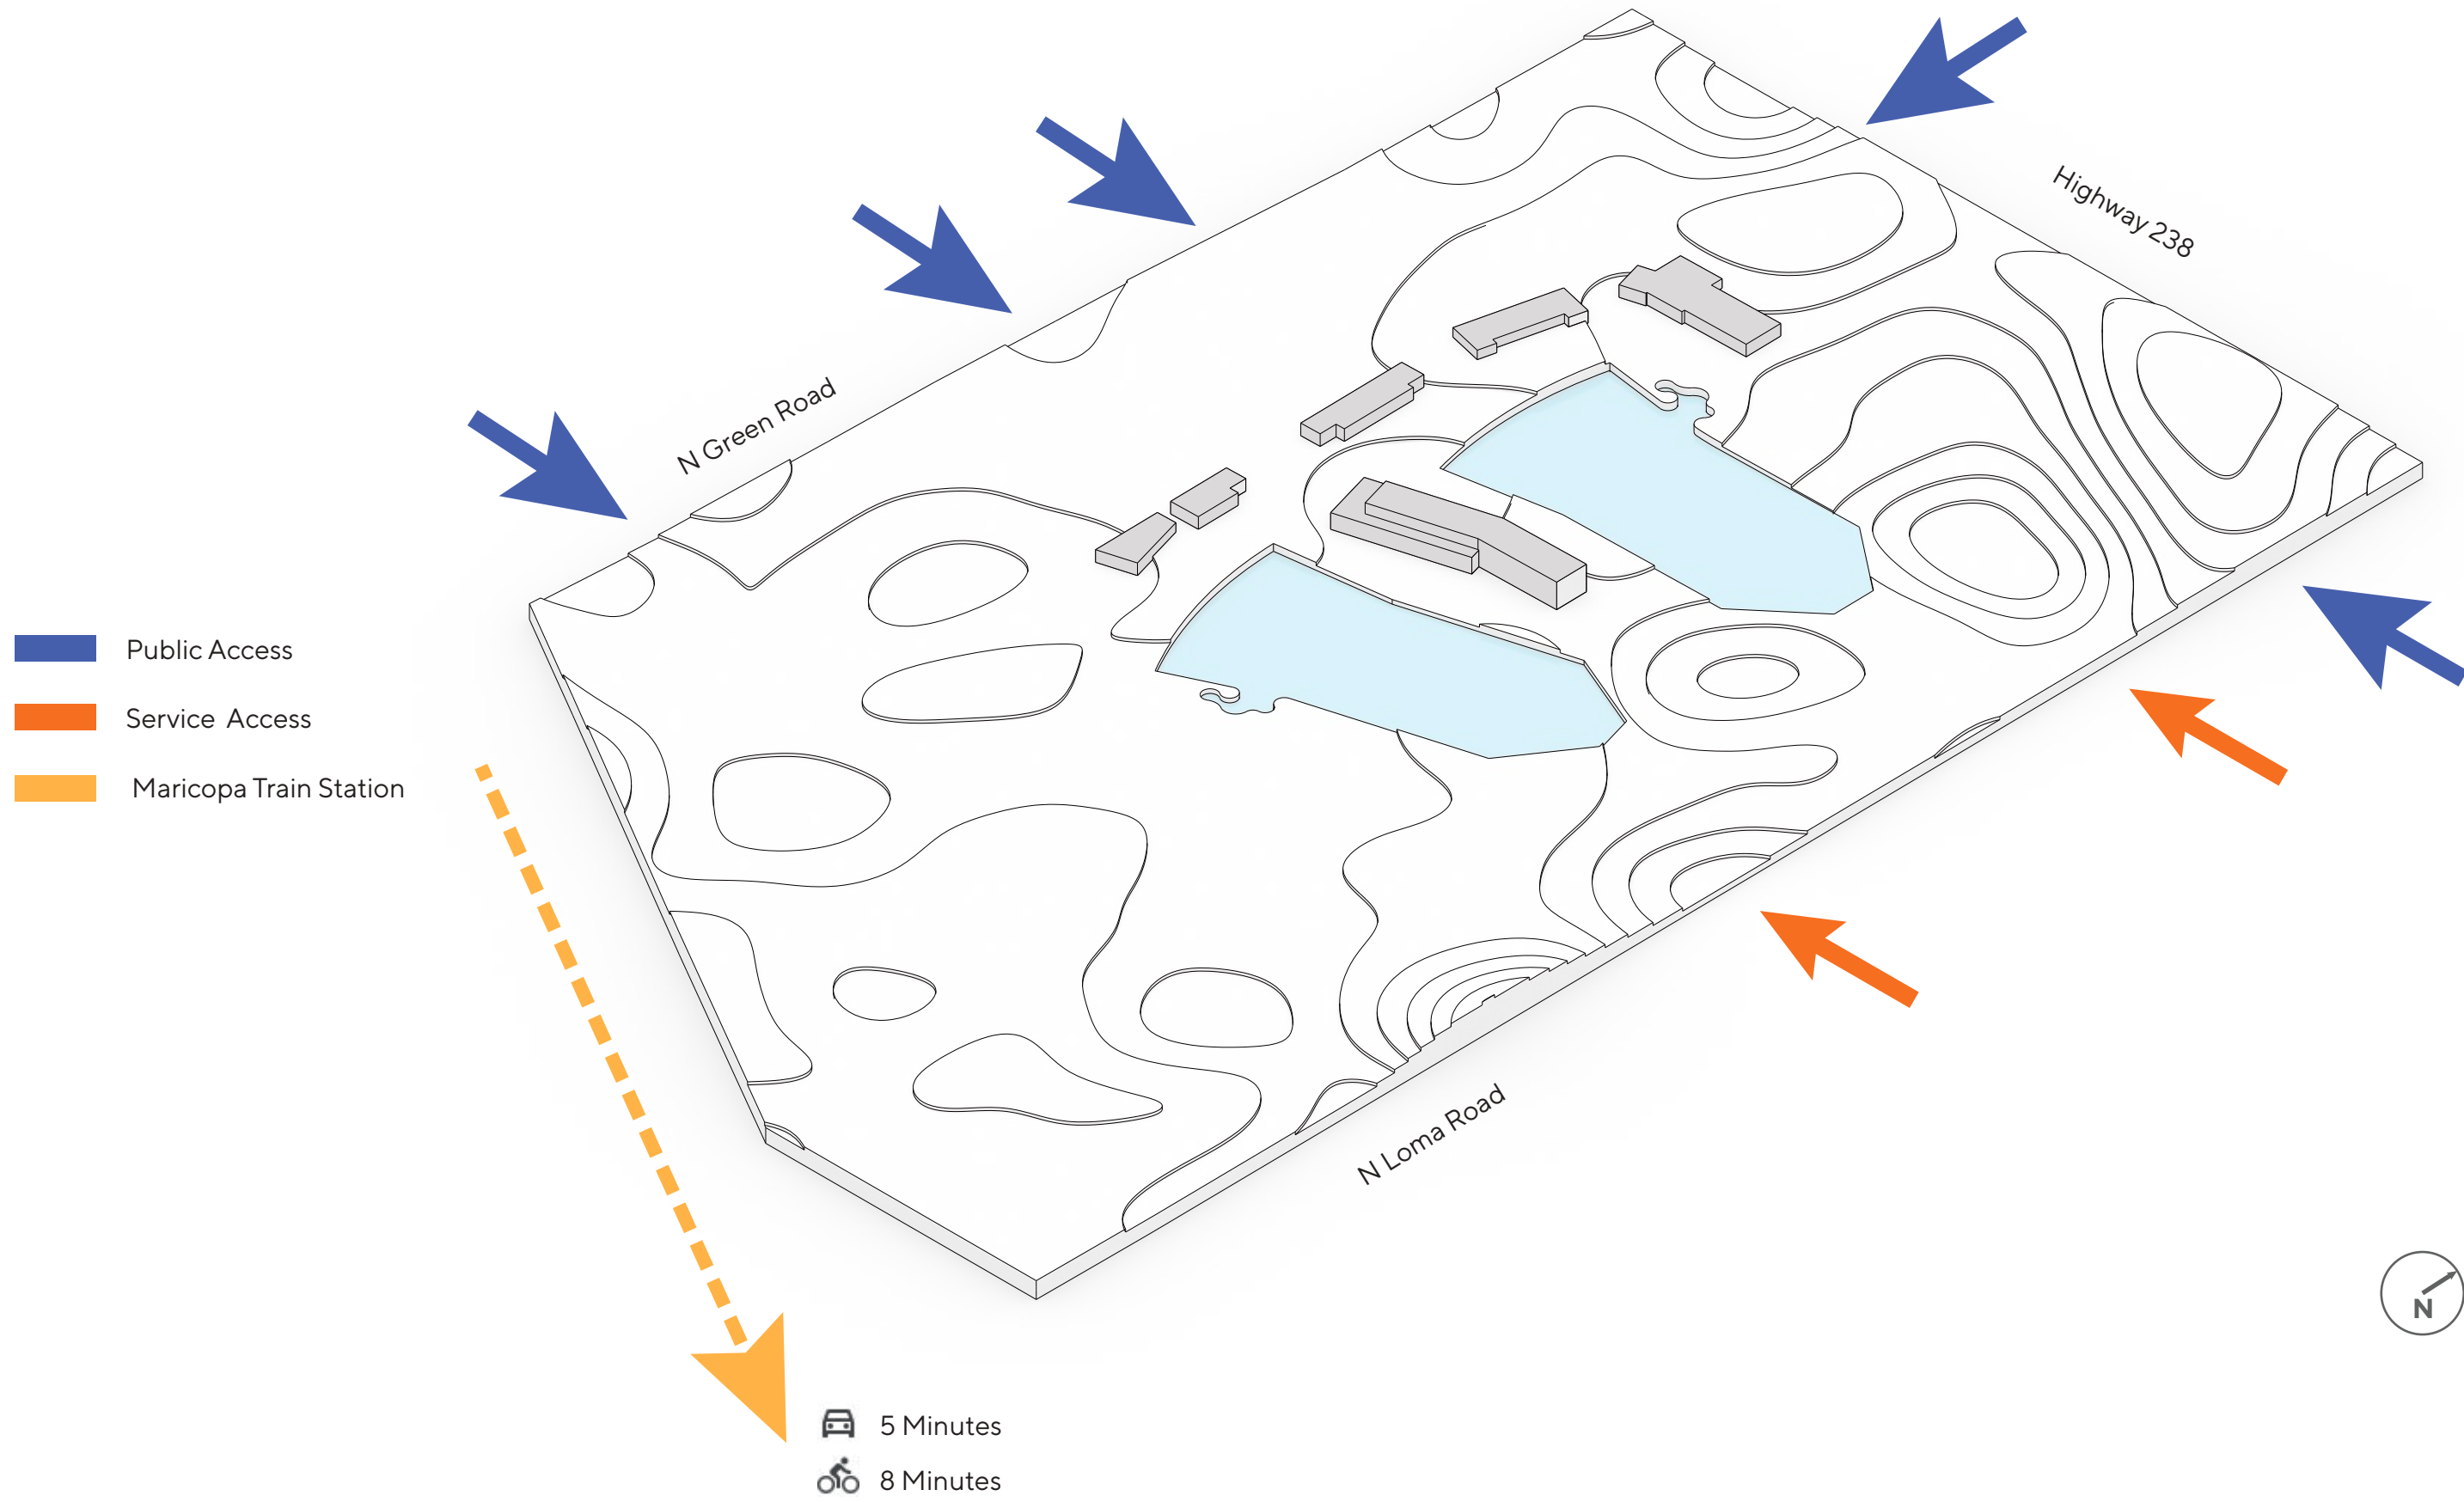 Highway 238
N Green Road
Public Access
Service Access
Maricopa Train Station
N Loma Road
N
5 Minutes
8 Minutes